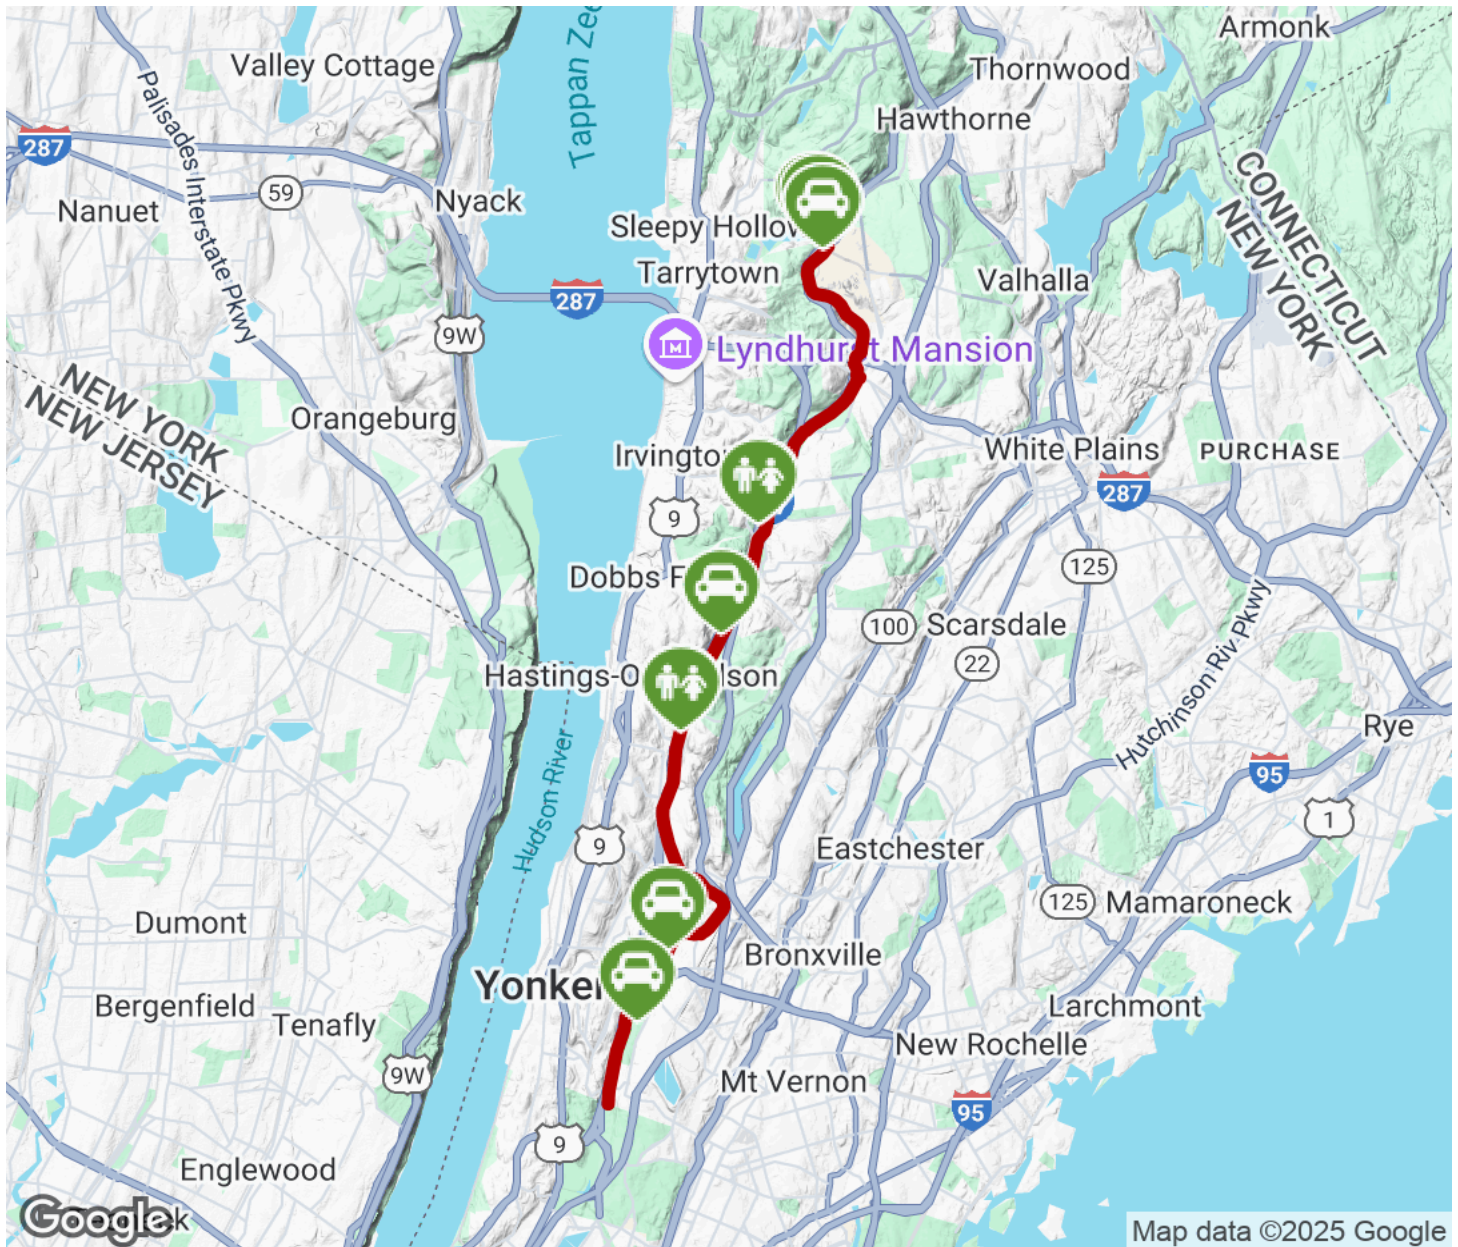 Armonk
Valley Cottage
Tappan Zee
Thornwood
Palisades Interstate Pkwy
Hawthorne
287
59
Nyack
Nanuet
CONNECTICUT
NEW YORK
Sleepy Hollow
Tarrytown
Valhalla
287
9W
Lyndhurst Mansion
NEW YORK
NEW JERSEY
Orangeburg
Irvingto
White Plains
PURCHASE
287
9
125
Dobbs F
100
Scarsdale
22
Hastings-O
lson
Hutchinson Riv Pkwy
Rye
95
Hudson River
1
9
Eastchester
125
Mamaroneck
Dumont
Bronxville
Yonker
Bergenfield
Tenafly
Larchmont
New Rochelle
9W
Mt Vernon
95
9
Englewood
Google
Map data ©2025 Google